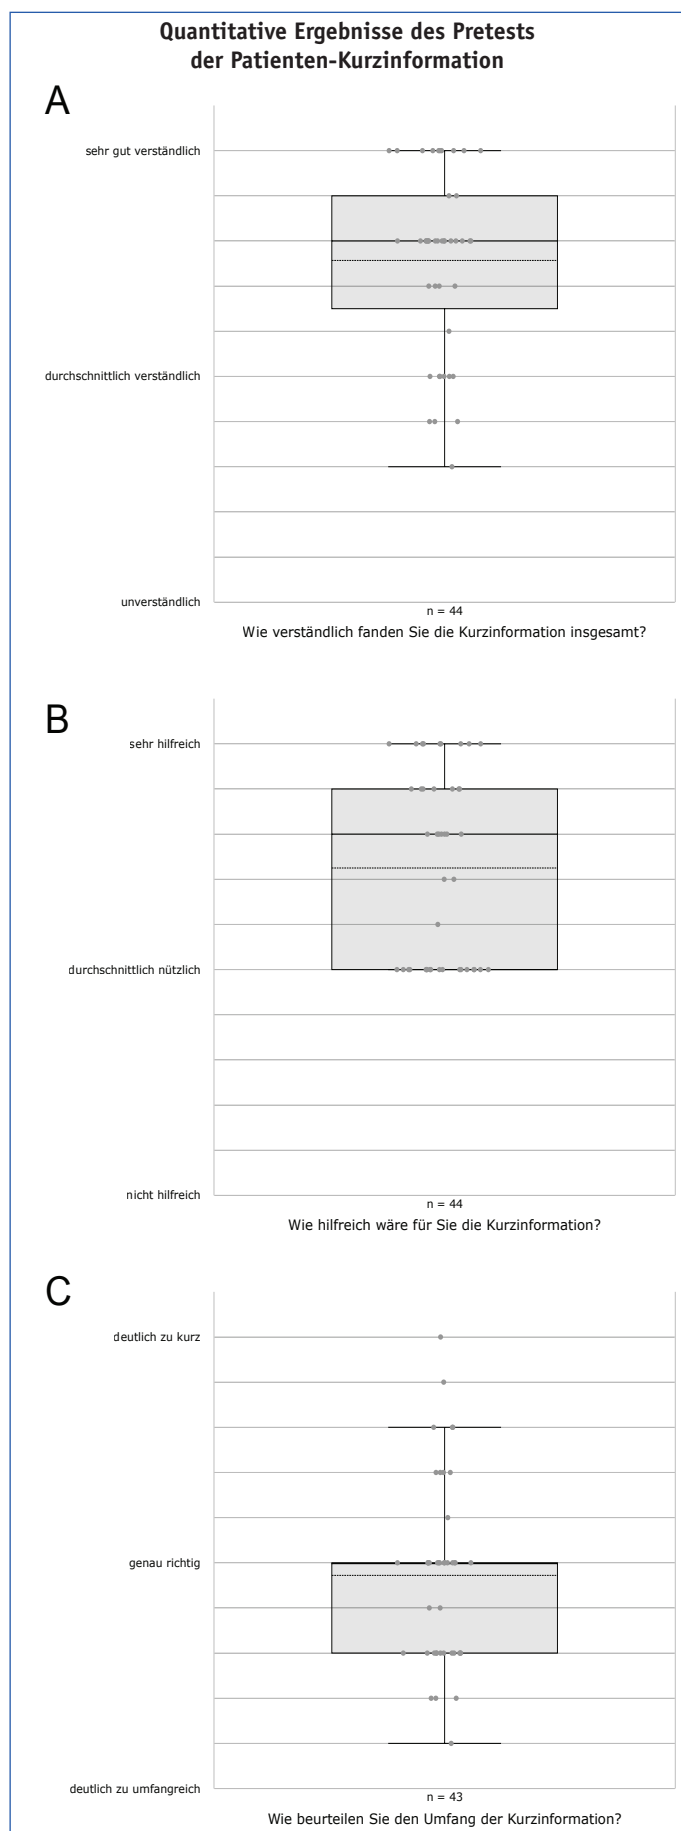 Quantitative Ergebnisse des Pretests
der Patienten-Kurzinformation
A
sehr gut verständlich
durchschnittlich verständlich
unverständlich
n = 44
Wie verständlich fanden Sie die Kurzinformation insgesamt?
B
sehr hilfreich
durchschnittlich nützlich
nicht hilfreich
n = 44
Wie hilfreich wäre für Sie die Kurzinformation?
C
deutlich zu kurz
genau richtig
deutlich zu umfangreich
n = 43
Wie beurteilen Sie den Umfang der Kurzinformation?